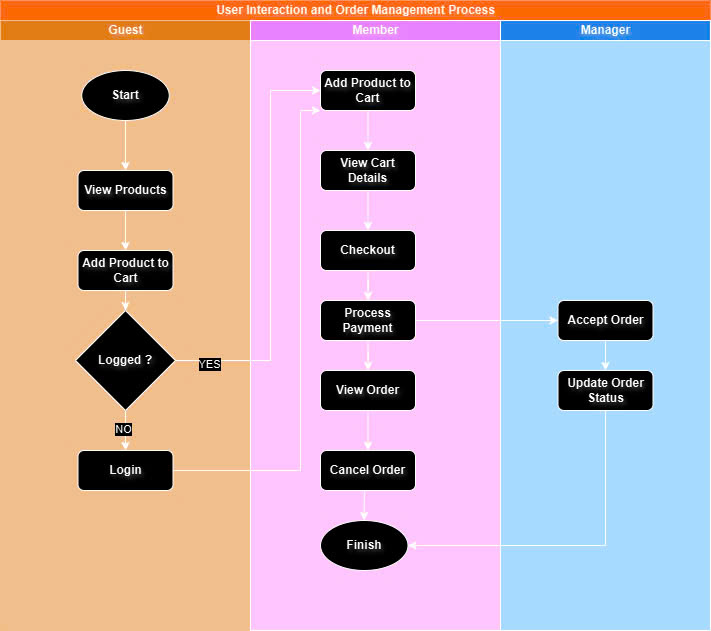 User Interaction and Order Management Process
Guest
Member
Manager
Start
View Products
Add Product to
Cart
Logged ?
YES
NO
Login
Add Product to
Cart
View Cart
Details
Checkout
Process
Payment
View Order
Cancel Order
Finish
Accept Order
Update Order
Status